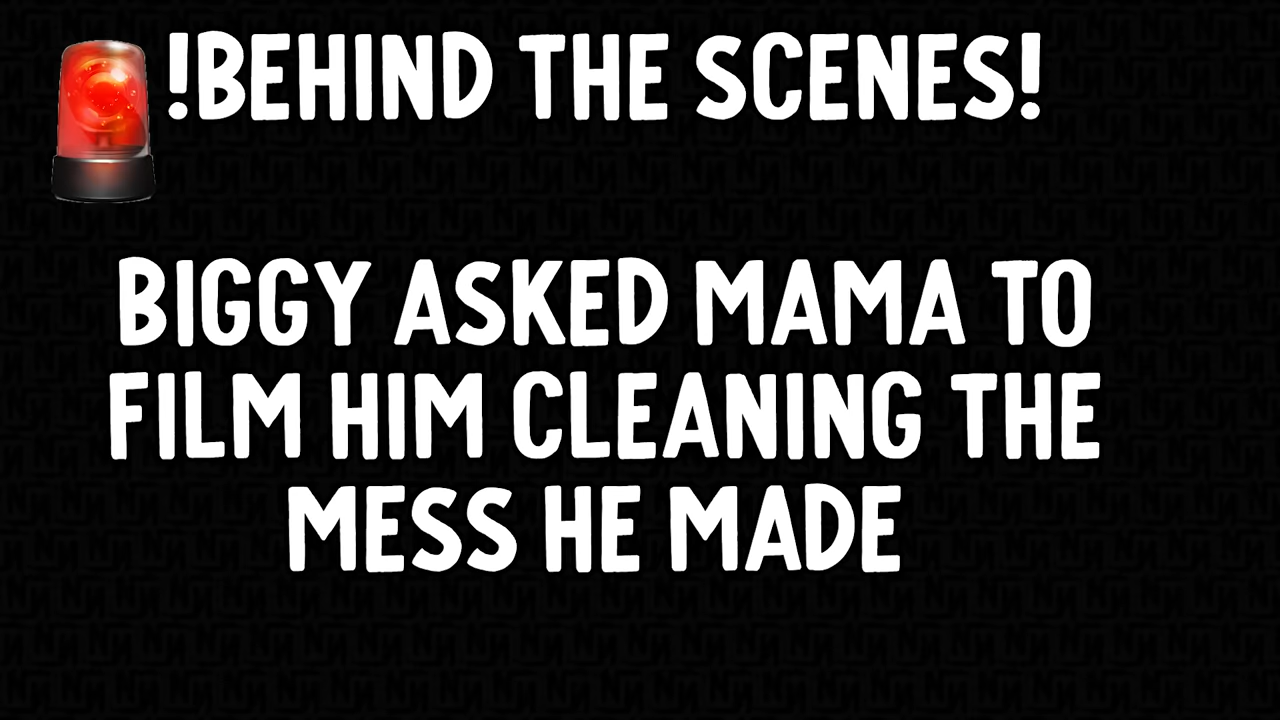 !BEHIND THE SCENES!
BIGGY ASKED MAMA TO
FILM HIM CLEANING THE
MESS HE MADE